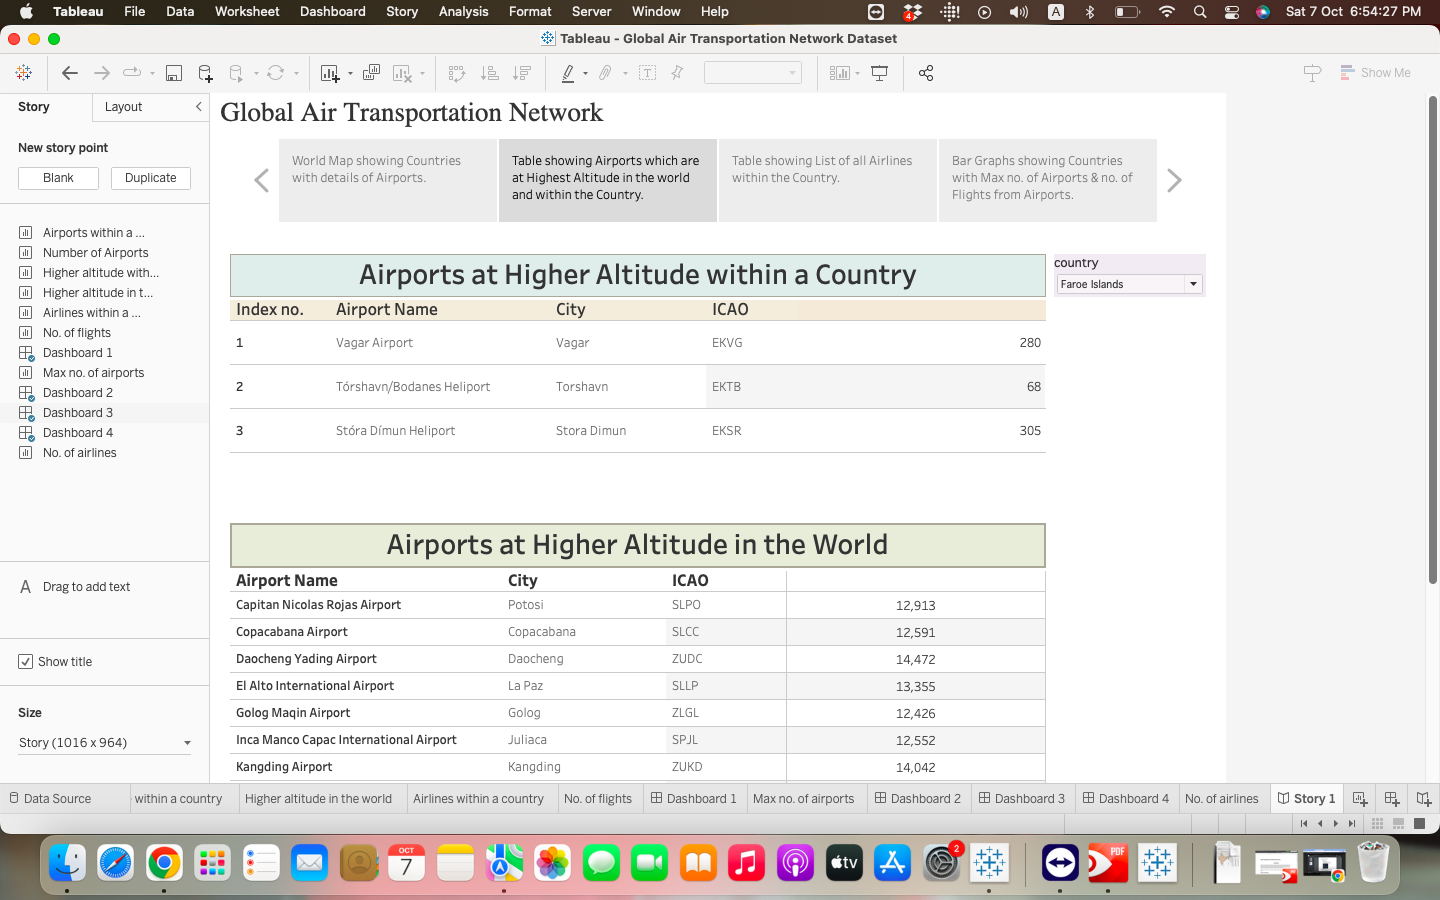 Tableau File Data Worksheet Dashboard Story Analysis Format Server Window Help 4 A Sat 7 Oct 6:54:27 PM
Tableau - Global Air Transportation Network Dataset
Show Me
Story Layout
New story point
Blank Duplicate
Airports within a ...
Number of Airports
Higher altitude with...
Higher altitude in t...
Airlines within a ...
No. of flights
Dashboard 1
Max no. of airports
Dashboard 2
Dashboard 3
Dashboard 4
No. of airlines
A Drag to add text
Show title
Size
Story (1016 x 964)
Global Air Transportation Network
World Map showing Countries
with details of Airports.
Table showing Airports which are
at Highest Altitude in the world
and within the Country.
Table showing List of all Airlines
within the Country.
Bar Graphs showing Countries
with Max no. of Airports & no. of
Flights from Airports.
Airports at Higher Altitude within a Country
country
Faroe Islands
Index no. Airport Name City ICAO
1 Vagar Airport Vagar EKVG 280
2 Tórshavn/Bodanes Heliport Torshavn EKTB 68
3 Stóra Dímun Heliport Stora Dimun EKSR 305
Airports at Higher Altitude in the World
Airport Name City ICAO
Capitan Nicolas Rojas Airport Potosi SLPO 12,913
Copacabana Airport Copacabana SLCC 12,591
Daocheng Yading Airport Daocheng ZUDC 14,472
El Alto International Airport La Paz SLLP 13,355
Golog Maqin Airport Golog ZLGL 12,426
Inca Manco Capac International Airport Juliaca SPJL 12,552
Kangding Airport Kangding ZUKD 14,042
Data Source within a country Higher altitude in the world Airlines within a country No. of flights Dashboard 1 Max no. of airports Dashboard 2 Dashboard 3 Dashboard 4 No. of airlines Story 1
OCT
7
tv
2
PDF